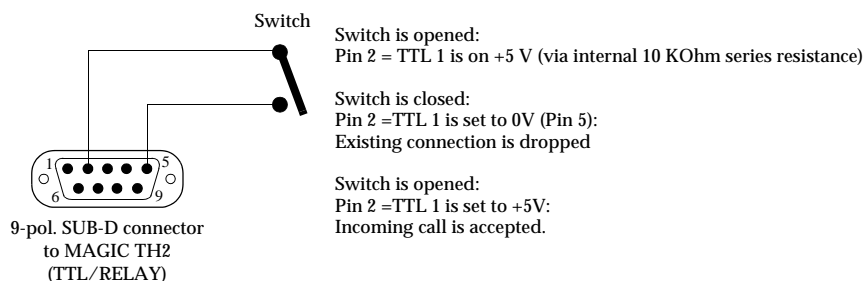 Switch
Switch is opened:
Pin 2 = TTL 1 is on +5 V (via internal 10 KOhm series resistance)
Switch is closed:
Pin 2 =TTL 1 is set to 0V (Pin 5):
Existing connection is dropped
Switch is opened:
Pin 2 =TTL 1 is set to +5V:
Incoming call is accepted.
1
5
6
9
9-pol. SUB-D connector
to MAGIC TH2
(TTL/RELAY)